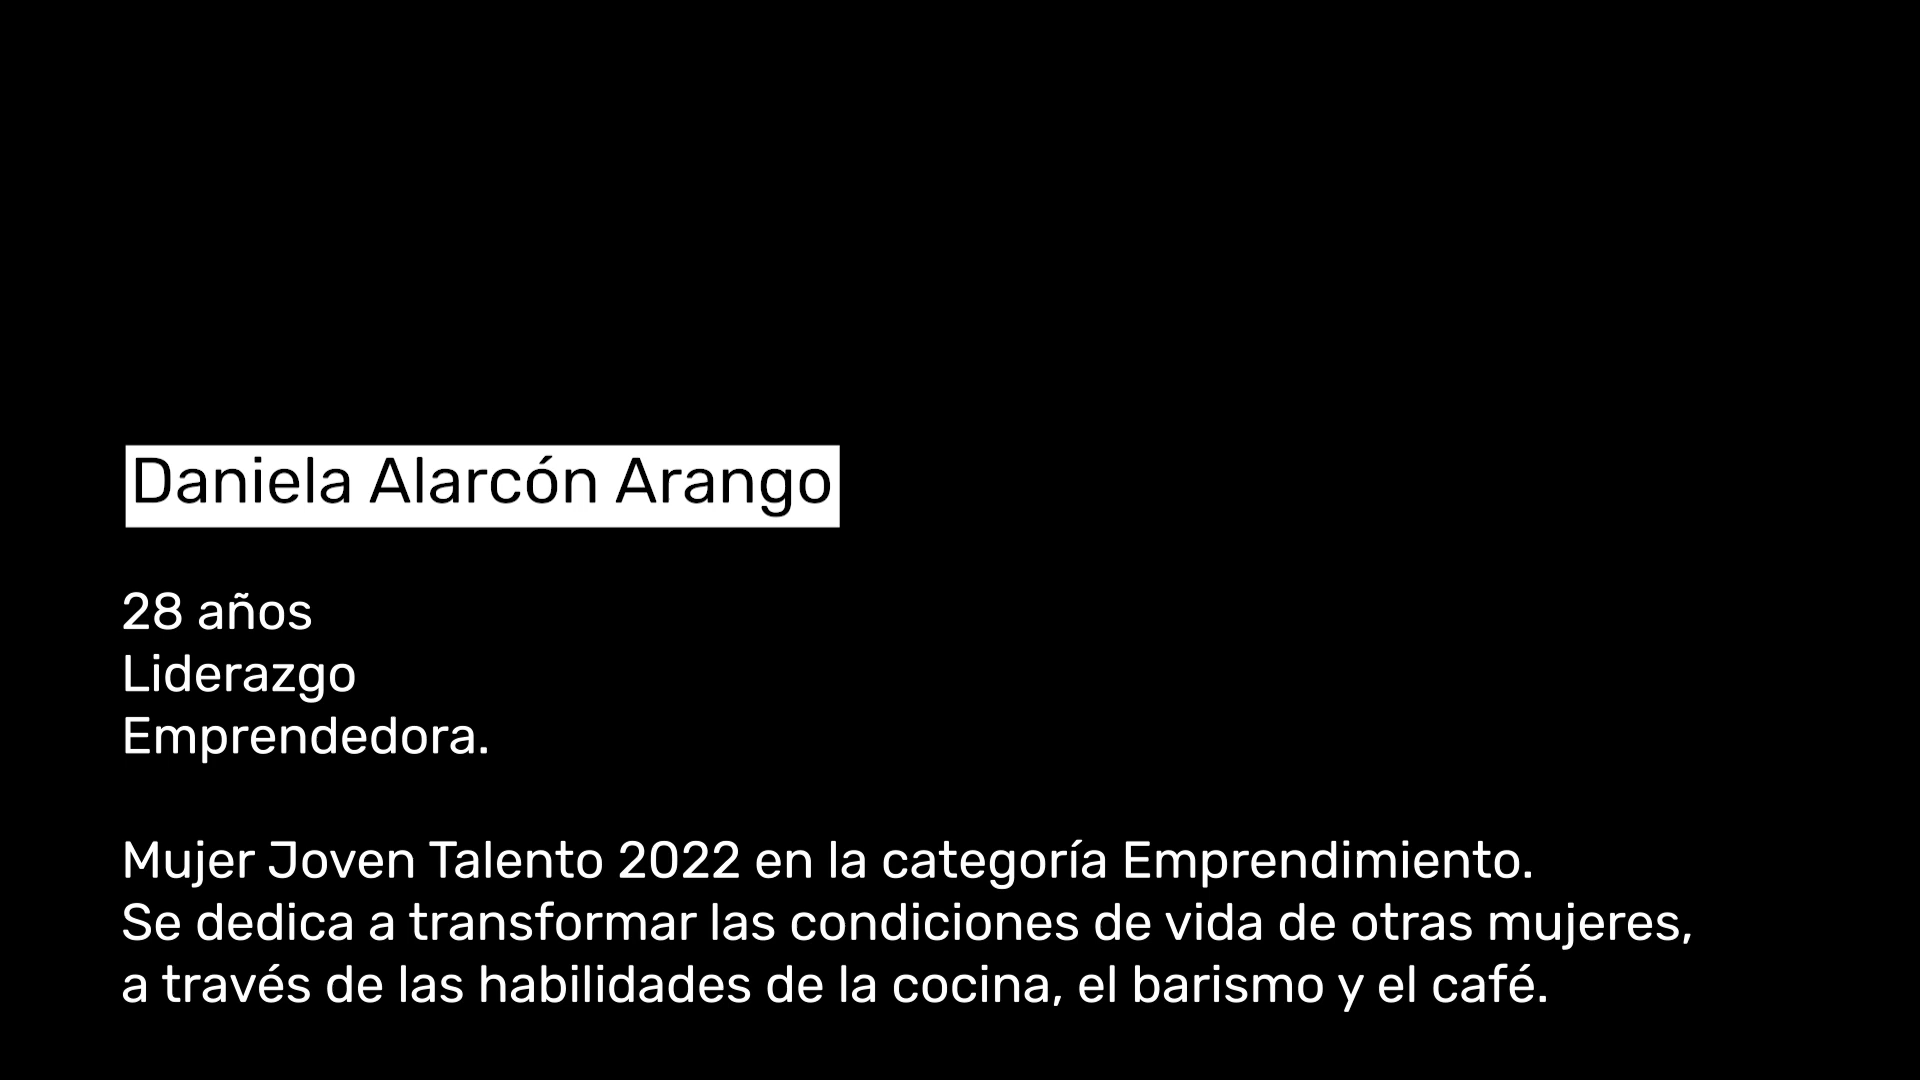 Daniela Alarcón Arango
28 años
Liderazgo
Emprendedora.
Mujer Joven Talento 2022 en la categoría Emprendimiento.
Se dedica a transformar las condiciones de vida de otras mujeres,
a través de las habilidades de la cocina, el barismo y el café.